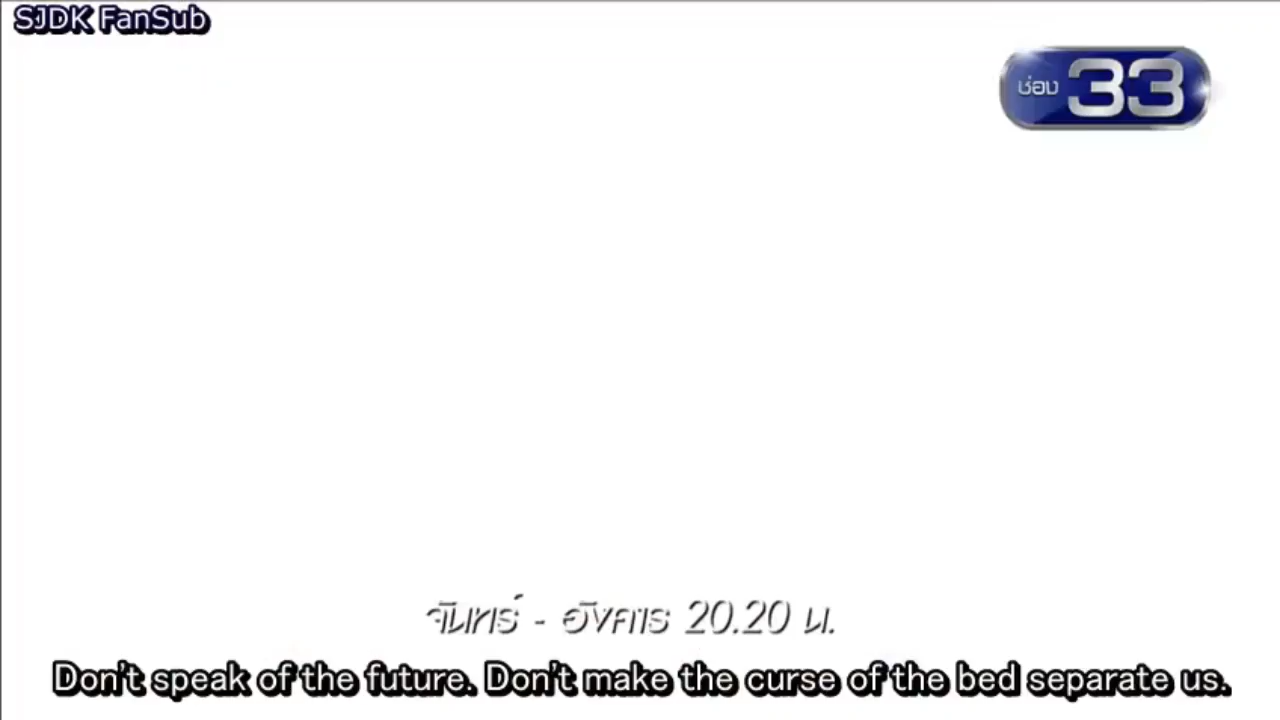 SJDK FanSub
ช่อง 33
จันทร์ - อังคาร 20.20 น.
Don't speak of the future. Don't make the curse of the bed separate us.